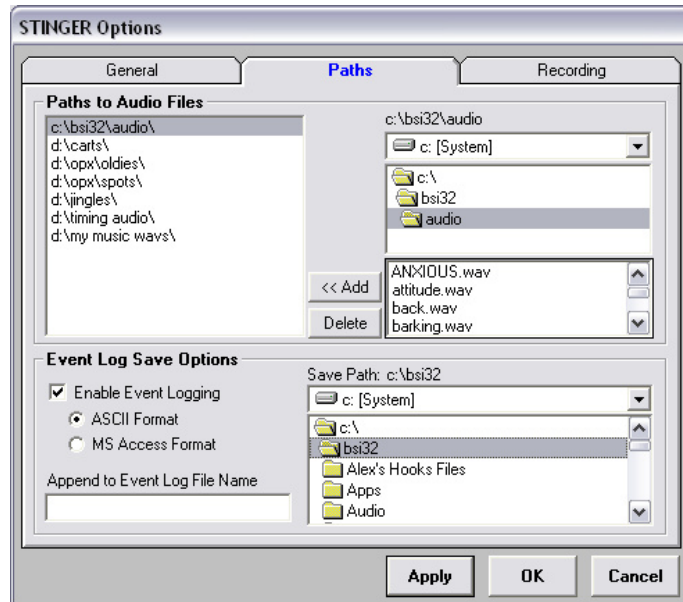 STINGER Options
General
Paths
Recording
Paths to Audio Files
c:\bsi32\audio\
d:\carts\
d:\opx\oldies\
d:\opx\spots\
d:\jingles\
d:\timing audio\
d:\my music wavs\
c:\bsi32\audio
c: [System]
c:\
bsi32
audio
<< Add
Delete
ANXIOUS.wav
attitude.wav
back.wav
barking.wav
Event Log Save Options
Enable Event Logging
ASCII Format
MS Access Format
Append to Event Log File Name
Save Path: c:\bsi32
c: [System]
c:\
bsi32
Alex's Hooks Files
Apps
Audio
Apply
OK
Cancel